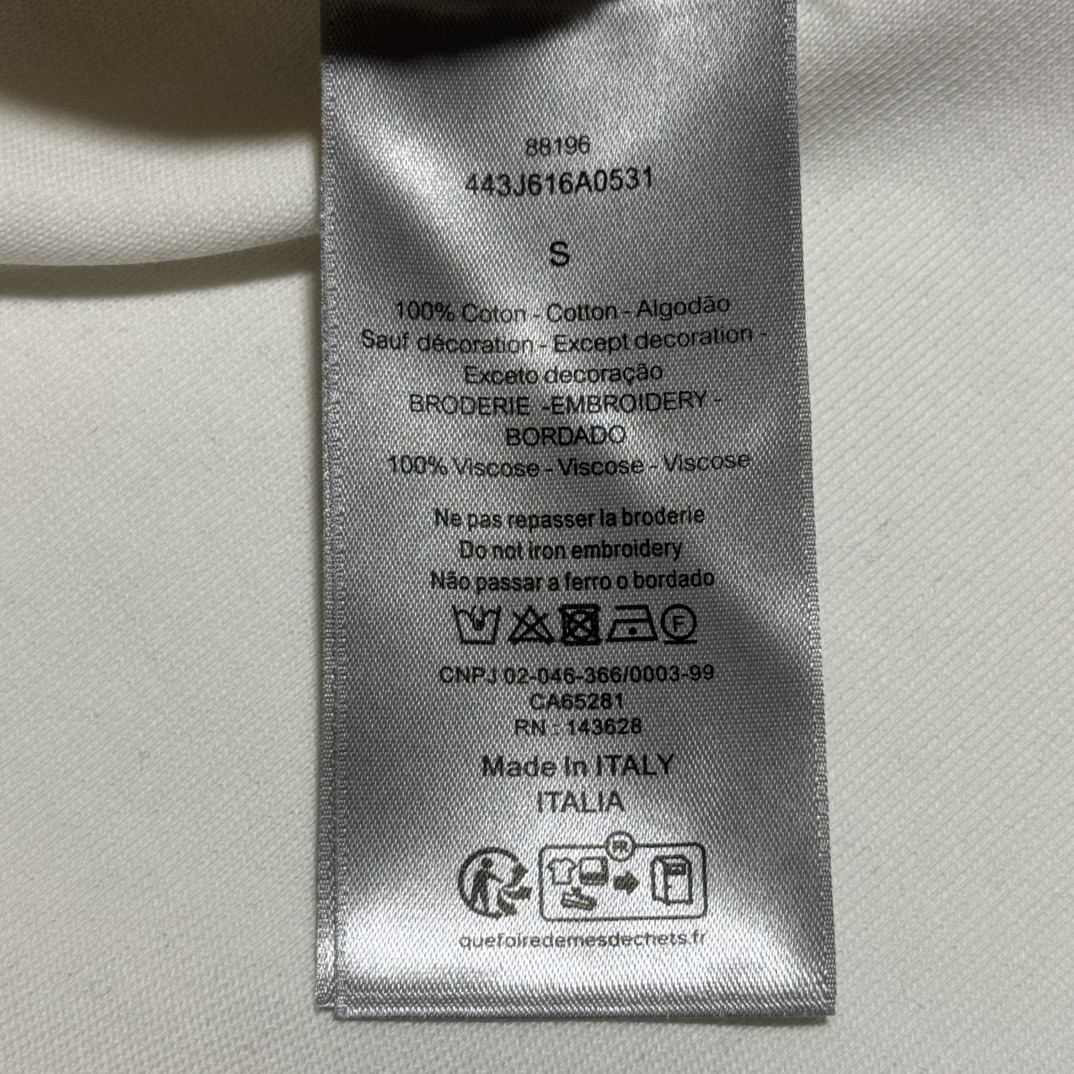 88196
443J616A0531
S
100% Coton - Cotton - Algodão
Sauf décoration - Except decoration -
Exceto decoração
BRODERIE -EMBROIDERY -
BORDADO
100% Viscose - Viscose - Viscose
Ne pas repasser la broderie
Do not iron embroidery
Não passar a ferro o bordado
F
CNPJ 02-046-366/0003-99
CA65281
RN : 143628
Made In ITALY
ITALIA
FR
quefairedemesdechets.fr